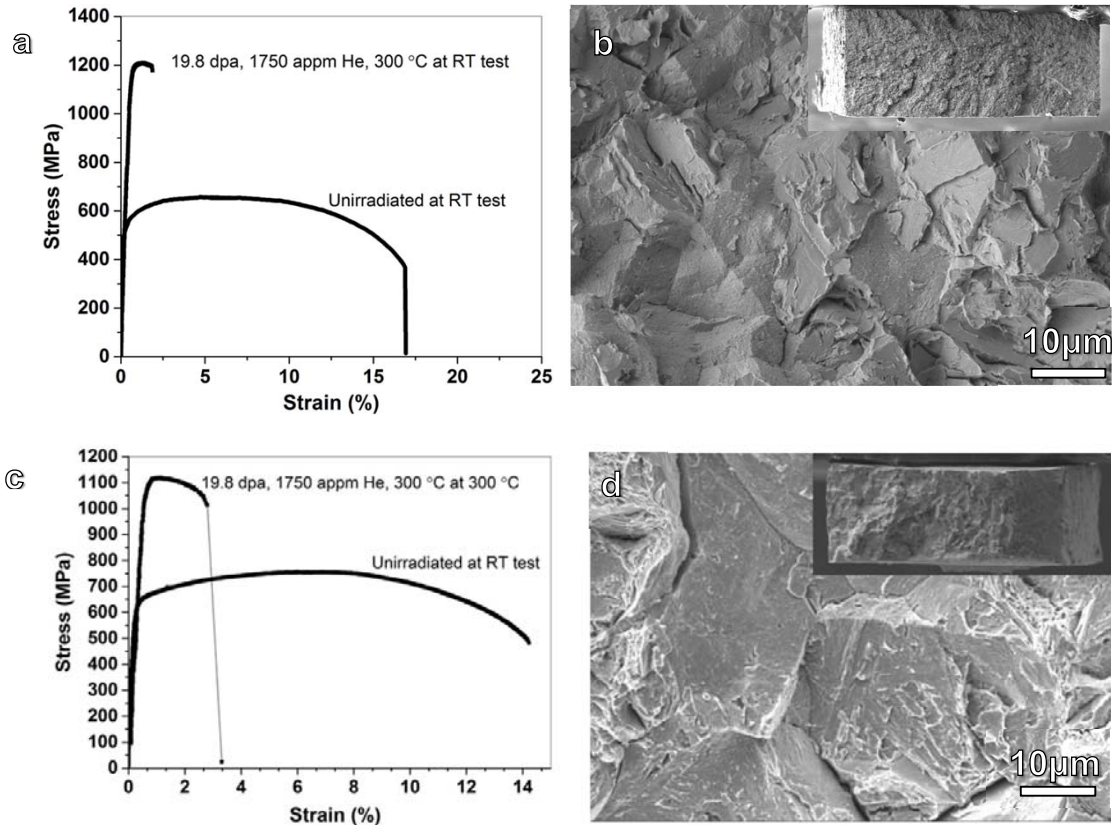 a
1400
1200
1000
800
600
400
200
0
Stress (MPa)
19.8 dpa, 1750 appm He, 300 °C at RT test
Unirradiated at RT test
0 5 10 15 20 25
Strain (%)
b
10µm
c
1200
1100
1000
900
800
700
600
500
400
300
200
100
0
Stress (MPa)
19.8 dpa, 1750 appm He, 300 °C at 300 °C
Unirradiated at RT test
0 2 4 6 8 10 12 14
Strain (%)
d
10µm